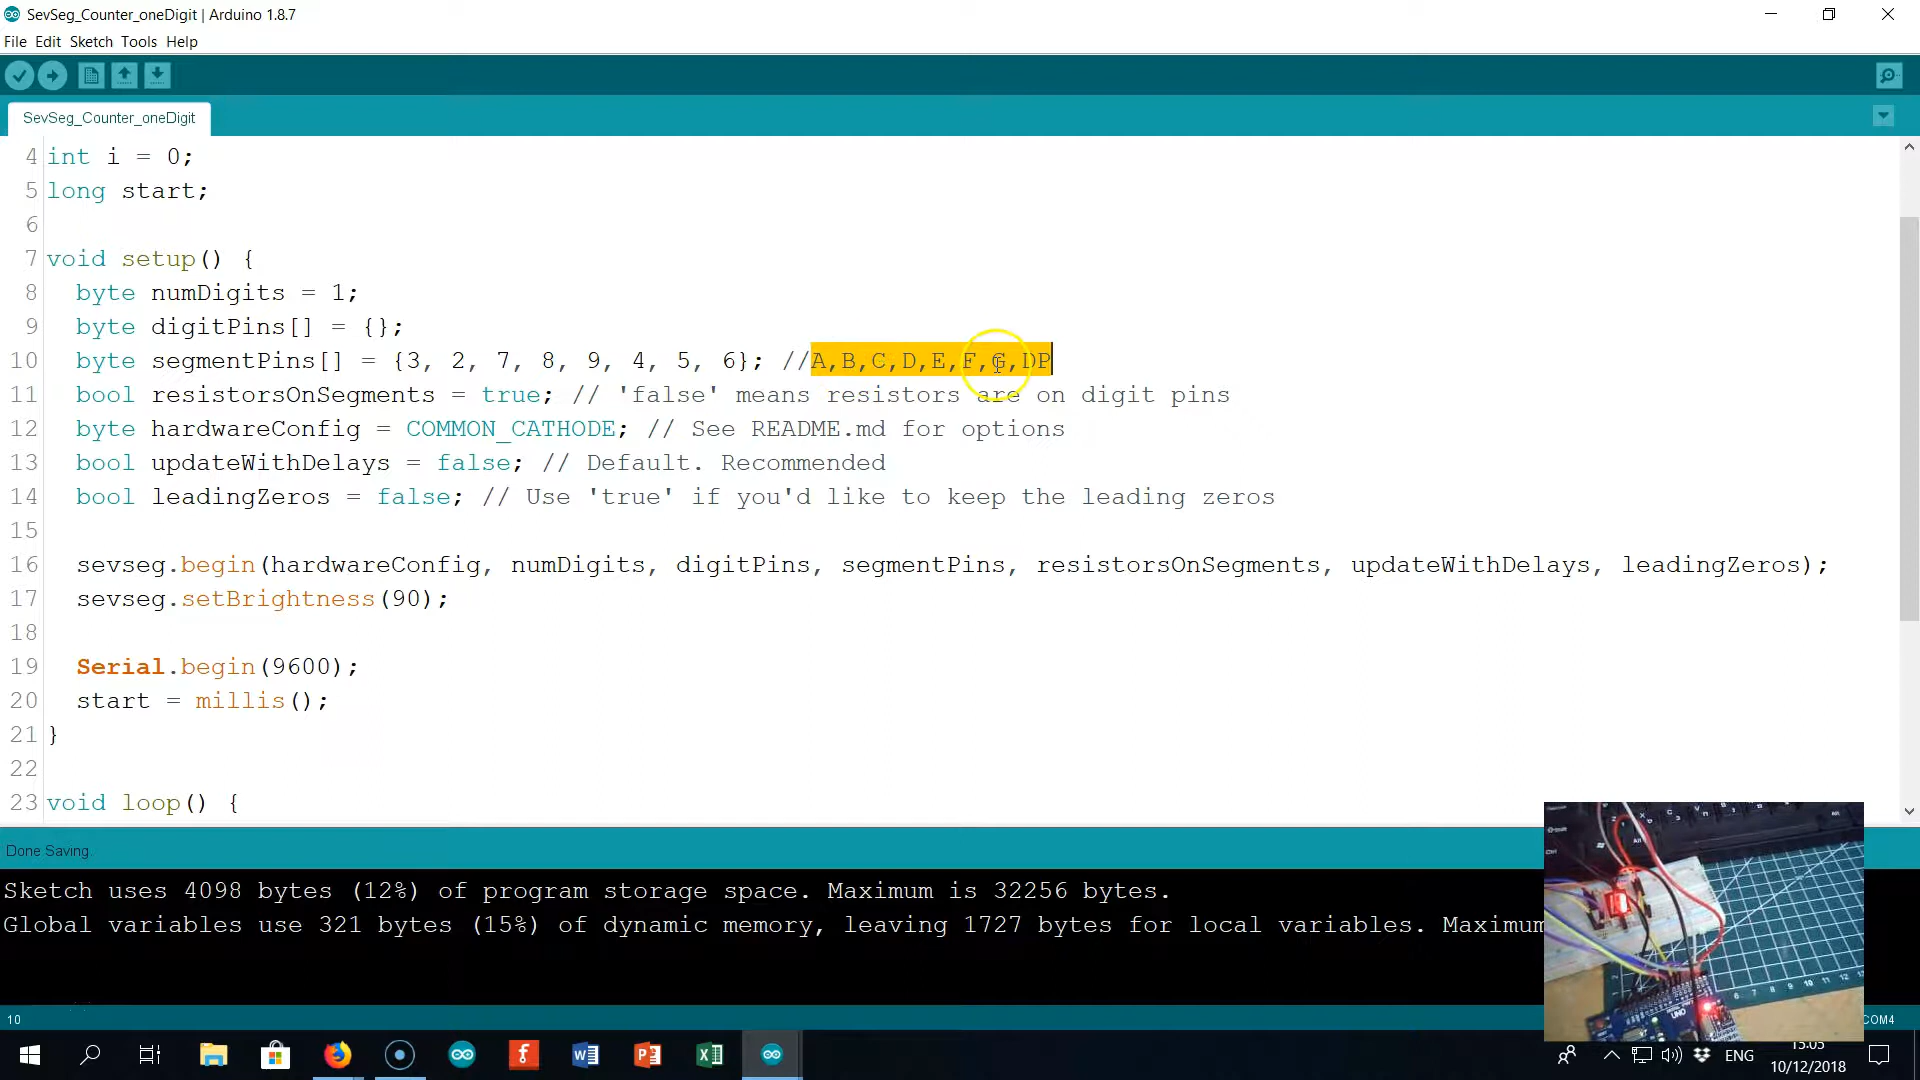 SevSeg_Counter_oneDigit | Arduino 1.8.7
File Edit Sketch Tools Help
SevSeg_Counter_oneDigit
4 int i = 0;
5 long start;
6
7 void setup() {
8 byte numDigits = 1;
9 byte digitPins[] = {};
10 byte segmentPins[] = {3, 2, 7, 8, 9, 4, 5, 6}; //A,B,C,D,E,F,G,DP
11 bool resistorsOnSegments = true; // 'false' means resistors are on digit pins
12 byte hardwareConfig = COMMON_CATHODE; // See README.md for options
13 bool updateWithDelays = false; // Default. Recommended
14 bool leadingZeros = false; // Use 'true' if you'd like to keep the leading zeros
15
16 sevseg.begin(hardwareConfig, numDigits, digitPins, segmentPins, resistorsOnSegments, updateWithDelays, leadingZeros);
17 sevseg.setBrightness(90);
18
19 Serial.begin(9600);
20 start = millis();
21 }
22
23 void loop() {
Done Saving.
Sketch uses 4098 bytes (12%) of program storage space. Maximum is 32256 bytes.
Global variables use 321 bytes (15%) of dynamic memory, leaving 1727 bytes for local variables. Maximum
10
COM4
ENG
15:05
10/12/2018
UNO